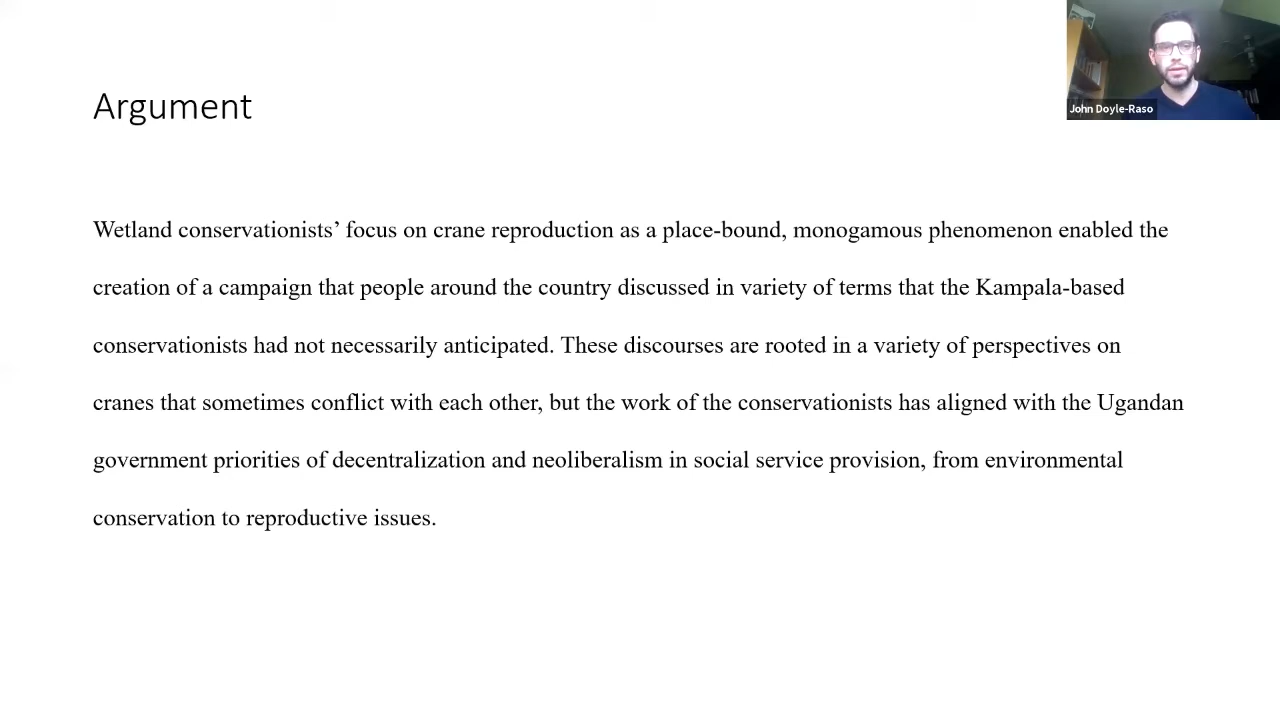 Argument
John Doyle-Raso
Wetland conservationists’ focus on crane reproduction as a place-bound, monogamous phenomenon enabled the
creation of a campaign that people around the country discussed in variety of terms that the Kampala-based
conservationists had not necessarily anticipated. These discourses are rooted in a variety of perspectives on
cranes that sometimes conflict with each other, but the work of the conservationists has aligned with the Ugandan
government priorities of decentralization and neoliberalism in social service provision, from environmental
conservation to reproductive issues.